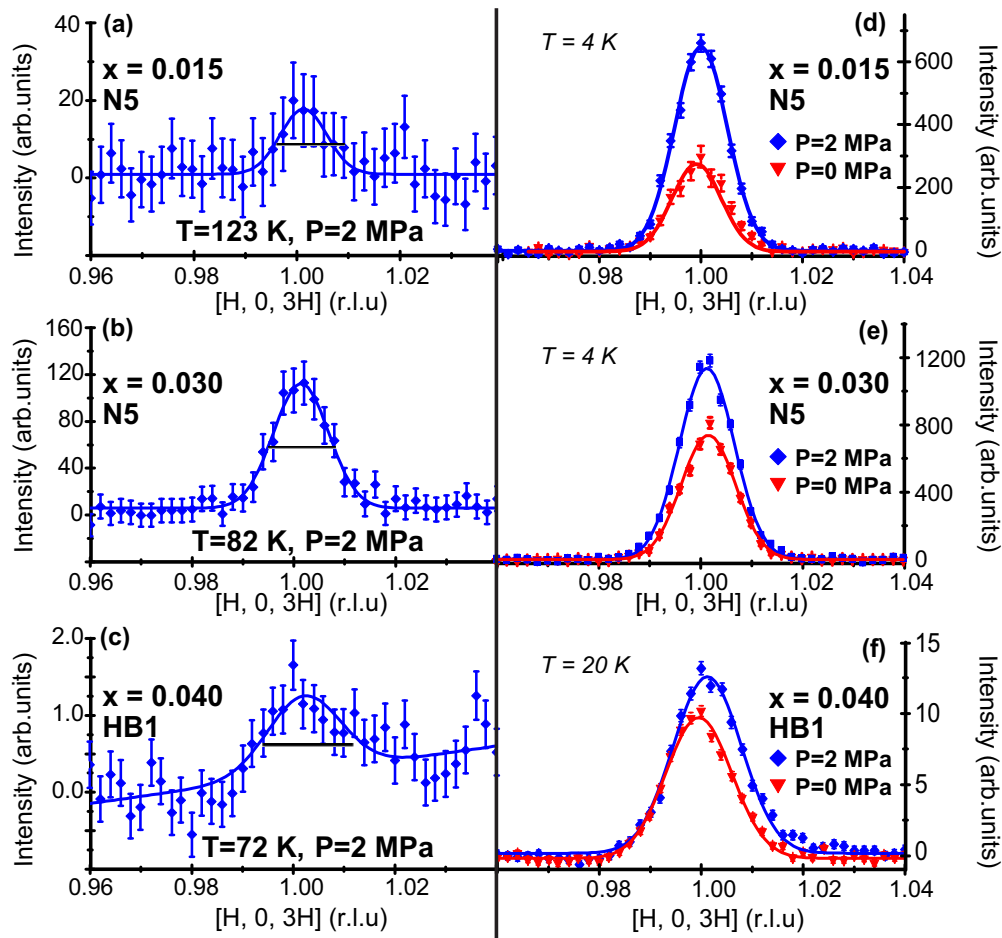 (a)
x = 0.015
N5
T=123 K, P=2 MPa
Intensity (arb.units)
40
20
0
0.96 0.98 1.00 1.02
[H, 0, 3H] (r.l.u)
(d)
T = 4 K
x = 0.015
N5
P=2 MPa
P=0 MPa
Intensity (arb.units)
600
400
200
0
0.98 1.00 1.02 1.04
[H, 0, 3H] (r.l.u)
(b)
x = 0.030
N5
T=82 K, P=2 MPa
Intensity (arb.units)
160
120
80
40
0
0.96 0.98 1.00 1.02
[H, 0, 3H] (r.l.u)
(e)
T = 4 K
x = 0.030
N5
P=2 MPa
P=0 MPa
Intensity (arb.units)
1200
800
400
0
0.98 1.00 1.02 1.04
[H, 0, 3H] (r.l.u)
(c)
x = 0.040
HB1
T=72 K, P=2 MPa
Intensity (arb.units)
2.0
1.0
0.0
0.96 0.98 1.00 1.02
[H, 0, 3H] (r.l.u)
(f)
T = 20 K
x = 0.040
HB1
P=2 MPa
P=0 MPa
Intensity (arb.units)
15
10
5
0
0.98 1.00 1.02 1.04
[H, 0, 3H] (r.l.u)